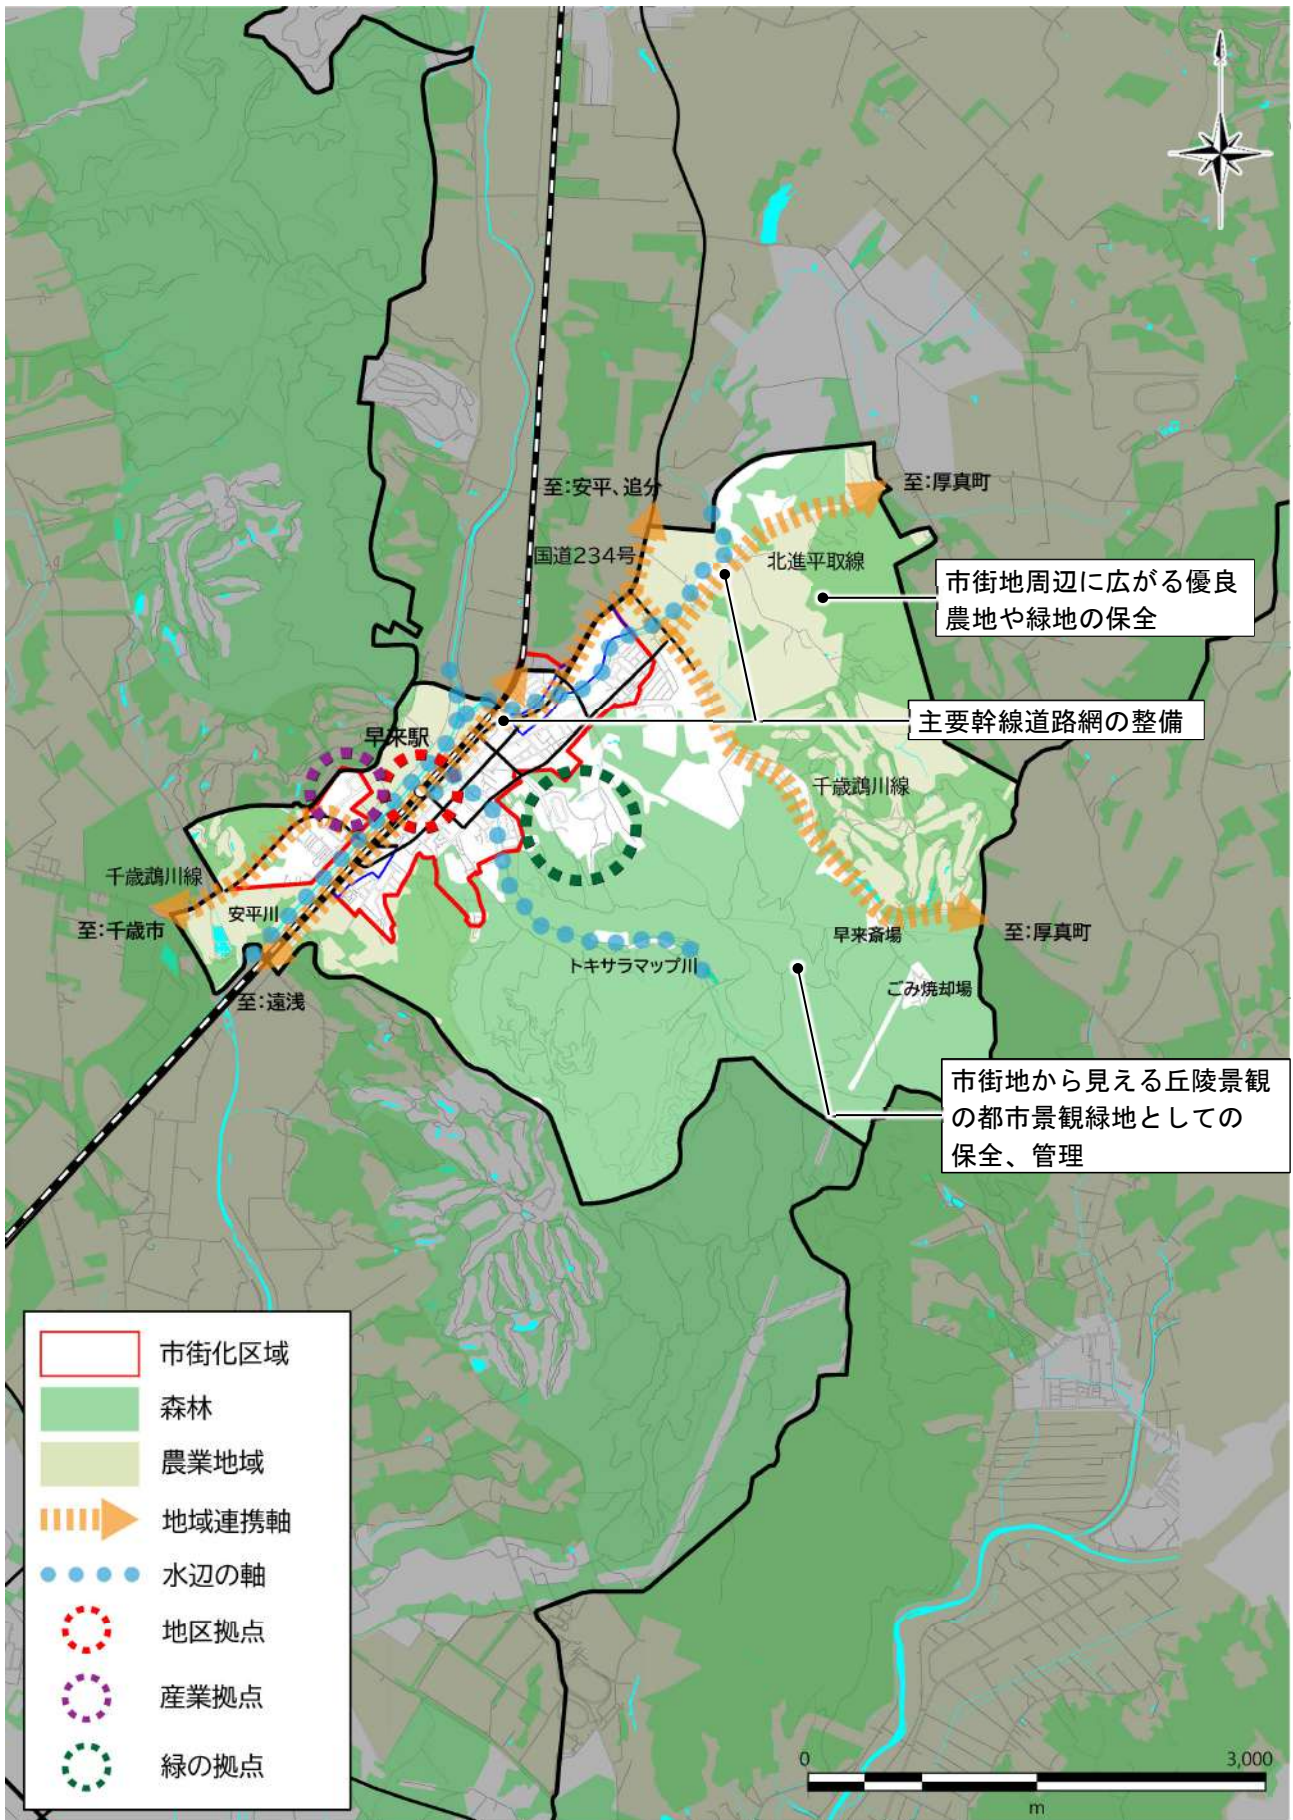 至：安平、追分
至：厚真町
国道234号
北進平取線
市街地周辺に広がる優良
農地や緑地の保全
主要幹線道路網の整備
早来駅
千歳鵡川線
千歳鵡川線
安平川
至：千歳市
早来斎場
至：厚真町
トキサラマップ川
ごみ焼却場
至：遠浅
市街地から見える丘陵景観
の都市景観緑地としての
保全、管理
市街化区域
森林
農業地域
地域連携軸
水辺の軸
地区拠点
産業拠点
緑の拠点
0
3,000
m